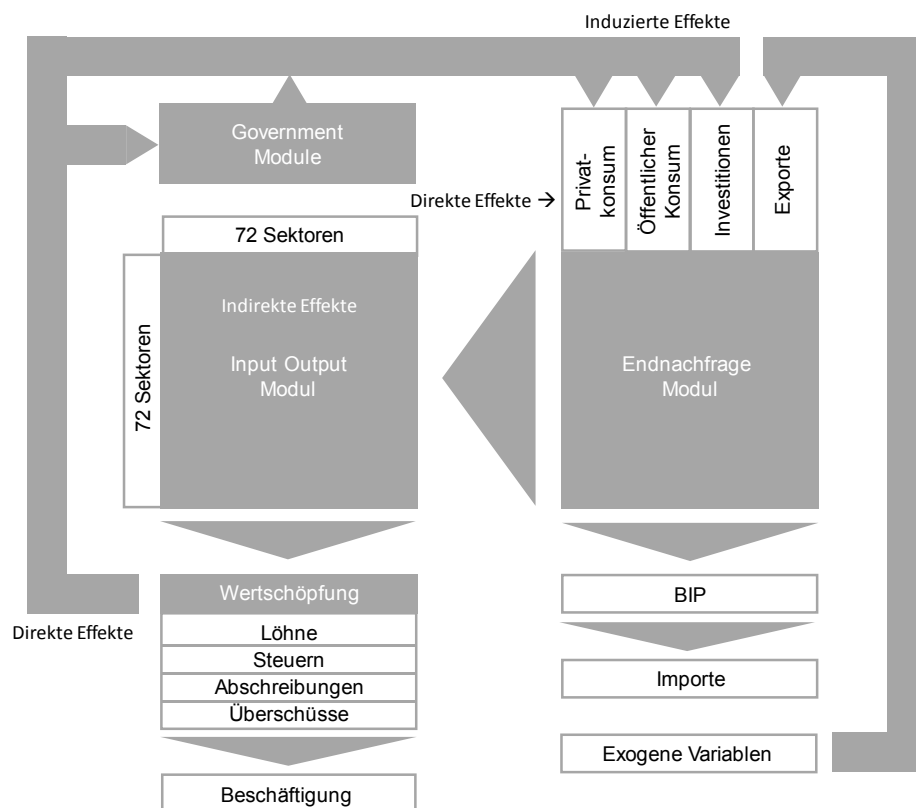 Induzierte Effekte
Government
Module
Direkte Effekte →
Privat-
konsum
Öffentlicher
Konsum
Investitionen
Exporte
72 Sektoren
72 Sektoren
Indirekte Effekte
Input Output
Modul
Endnachfrage
Modul
Wertschöpfung
Direkte Effekte
Löhne
Steuern
Abschreibungen
Überschüsse
Beschäftigung
BIP
Importe
Exogene Variablen